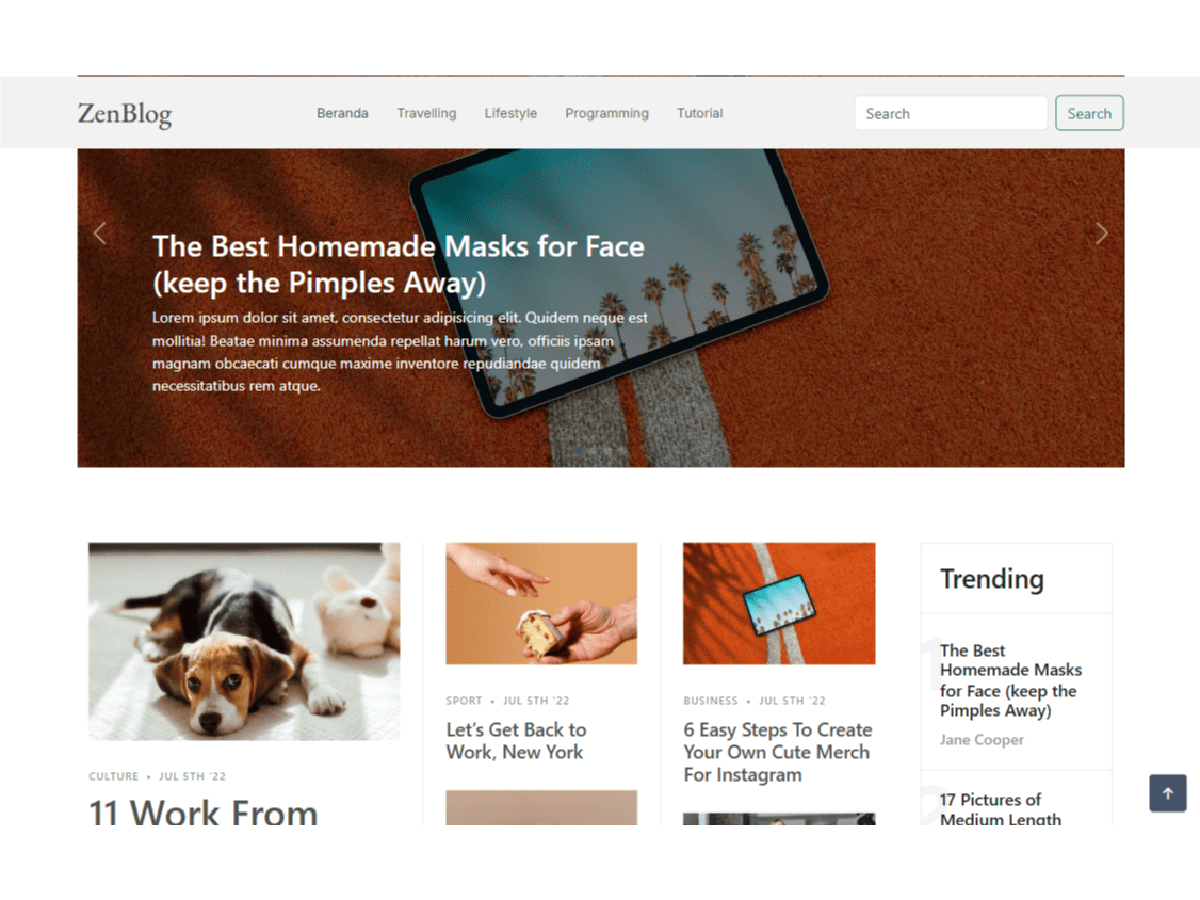 ZenBlog
Beranda Travelling Lifestyle Programming Tutorial
Search Search
The Best Homemade Masks for Face
(keep the Pimples Away)
Lorem ipsum dolor sit amet, consectetur adipisicing elit. Quidem neque est
mollitia! Beatae minima assumenda repellat harum vero, officiis ipsam
magnam obcaecati cumque maxime inventore repudiandae quidem
necessitatibus rem atque.
CULTURE • JUL 5TH '22
11 Work From
SPORT • JUL 5TH '22
Let's Get Back to
Work, New York
BUSINESS • JUL 5TH '22
6 Easy Steps To Create
Your Own Cute Merch
For Instagram
Trending
1
The Best
Homemade Masks
for Face (keep the
Pimples Away)
Jane Cooper
2
17 Pictures of
Medium Length